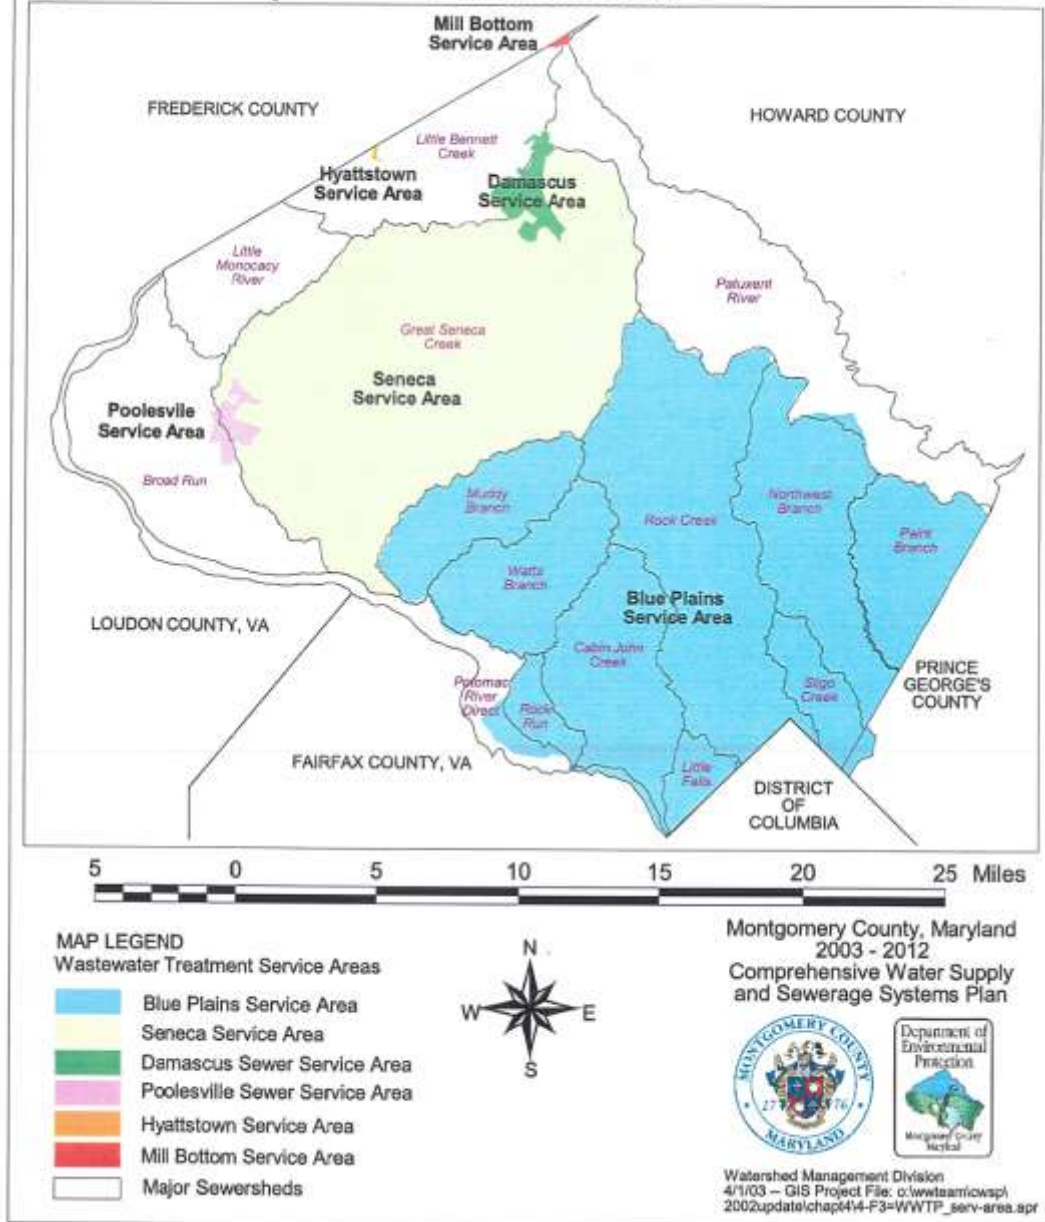 Mill Bottom
Service Area
FREDERICK COUNTY
HOWARD COUNTY
Little Bennett
Creek
Hyattstown
Service Area
Damascus
Service Area
Little
Monocacy
River
Patuxent
River
Great Seneca
Creek
Seneca
Service Area
Poolesvile
Service Area
Broad Run
Muddy
Branch
Rock Creek
Northwest
Branch
Paint
Branch
Watts
Branch
Blue Plains
Service Area
LOUDON COUNTY, VA
Cabin John
Creek
PRINCE
GEORGE'S
COUNTY
Potomac
River
Direct
Rock
Run
Sligo
Creek
FAIRFAX COUNTY, VA
Little
Falls
DISTRICT
OF
COLUMBIA
5 0 5 10 15 20 25 Miles
MAP LEGEND
Wastewater Treatment Service Areas
Blue Plains Service Area
Seneca Service Area
Damascus Sewer Service Area
Poolesville Sewer Service Area
Hyattstown Service Area
Mill Bottom Service Area
Major Sewersheds
N
W E
S
Montgomery County, Maryland
2003 - 2012
Comprehensive Water Supply
and Sewerage Systems Plan
MONTGOMERY COUNTY
17 76
MARYLAND
Department of
Environmental
Protection
Montgomery County
Maryland
Watershed Management Division
4/1/03 -- GIS Project File: o:\wwteam\cwsp\
2002update\chapt4\4-F3=WWTP_serv-area.apr